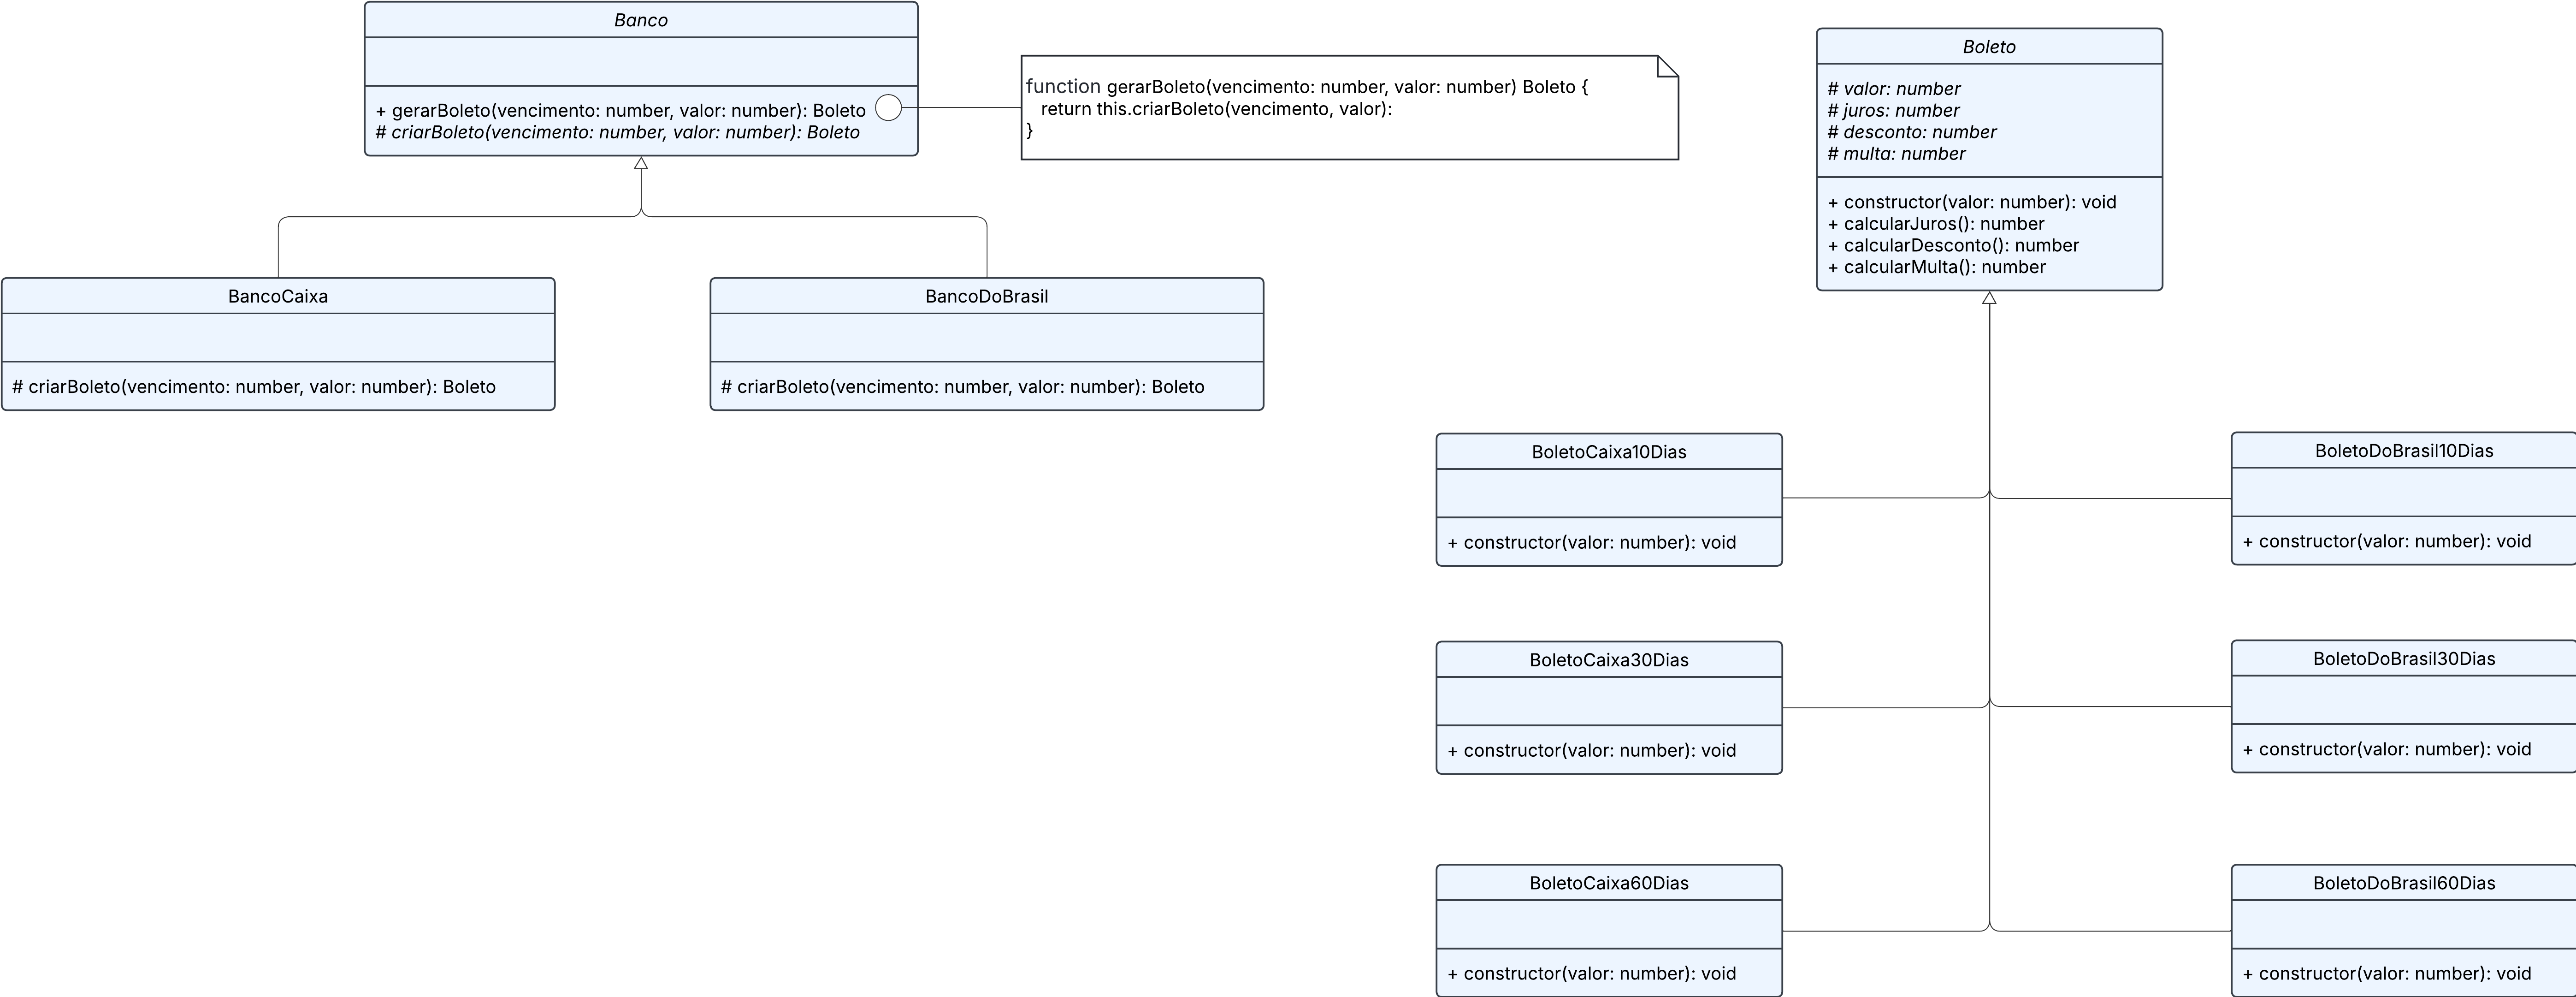 Banco
+ gerarBoleto(vencimento: number, valor: number): Boleto
# criarBoleto(vencimento: number, valor: number): Boleto
function gerarBoleto(vencimento: number, valor: number) Boleto {
return this.criarBoleto(vencimento, valor):
}
BancoCaixa
# criarBoleto(vencimento: number, valor: number): Boleto
BancoDoBrasil
# criarBoleto(vencimento: number, valor: number): Boleto
Boleto
# valor: number
# juros: number
# desconto: number
# multa: number
+ constructor(valor: number): void
+ calcularJuros(): number
+ calcularDesconto(): number
+ calcularMulta(): number
BoletoCaixa10Dias
+ constructor(valor: number): void
BoletoDoBrasil10Dias
+ constructor(valor: number): void
BoletoCaixa30Dias
+ constructor(valor: number): void
BoletoDoBrasil30Dias
+ constructor(valor: number): void
BoletoCaixa60Dias
+ constructor(valor: number): void
BoletoDoBrasil60Dias
+ constructor(valor: number): void